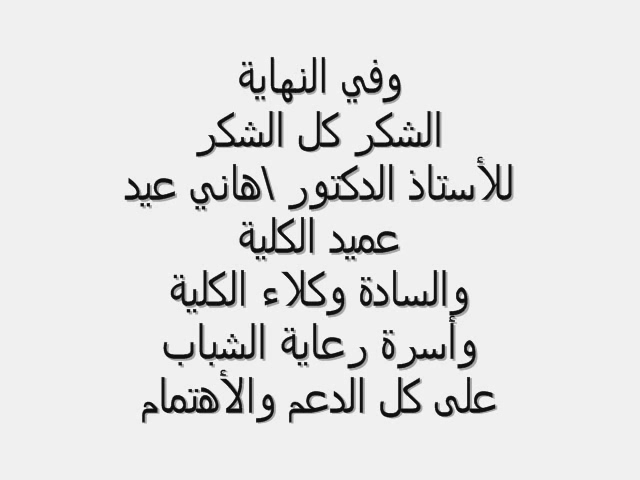 وفي النهاية
الشكر كل الشكر
للأستاذ الدكتور \هاني عيد
عميد الكلية
والسادة وكلاء الكلية
وأسرة رعاية الشباب
على كل الدعم والأهتمام